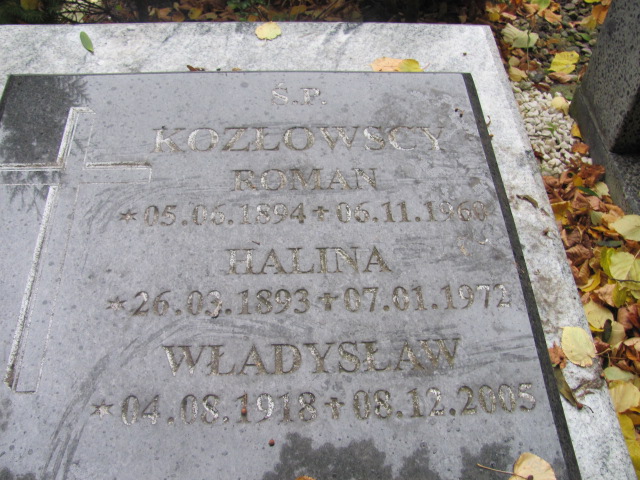 Ś.P.
KOZŁOWSCY
ROMAN
*05.06.1894+06.11.1960
HALINA
*26.03.1893+07.01.1972
WŁADYSŁAW
*04.08.1918+08.12.2005